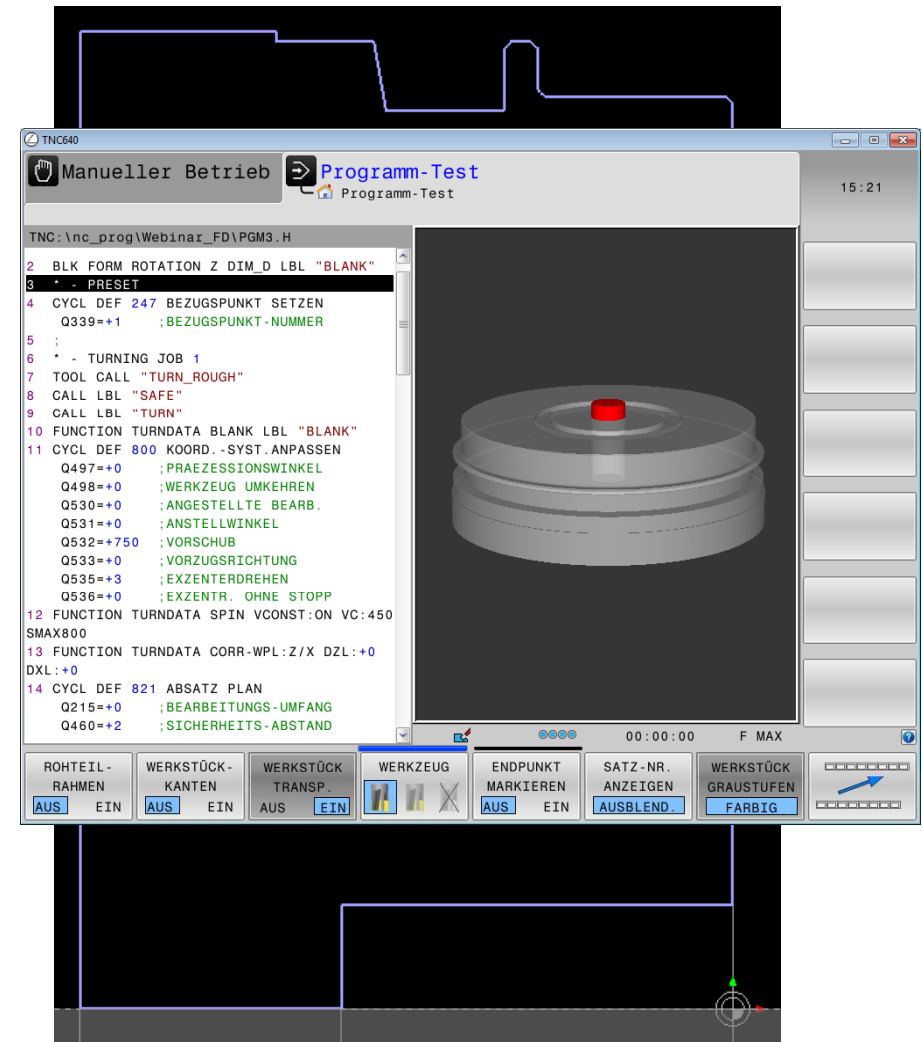 TNC640
Manueller Betrieb
Programm-Test
Programm-Test
15:21
TNC:\nc_prog\Webinar_FD\PGM3.H
2 BLK FORM ROTATION Z DIM_D LBL "BLANK"
3 * - PRESET
4 CYCL DEF 247 BEZUGSPUNKT SETZEN
Q339=+1 ;BEZUGSPUNKT-NUMMER
5 ;
6 * - TURNING JOB 1
7 TOOL CALL "TURN_ROUGH"
8 CALL LBL "SAFE"
9 CALL LBL "TURN"
10 FUNCTION TURNDATA BLANK LBL "BLANK"
11 CYCL DEF 800 KOORD.-SYST.ANPASSEN
Q497=+0 ;PRAEZESSIONSWINKEL
Q498=+0 ;WERKZEUG UMKEHREN
Q530=+0 ;ANGESTELLTE BEARB.
Q531=+0 ;ANSTELLWINKEL
Q532=+750 ;VORSCHUB
Q533=+0 ;VORZUGSRICHTUNG
Q535=+3 ;EXZENTERDREHEN
Q536=+0 ;EXZENTR. OHNE STOPP
12 FUNCTION TURNDATA SPIN VCONST:ON VC:450
SMAX800
13 FUNCTION TURNDATA CORR-WPL:Z/X DZL:+0
DXL:+0
14 CYCL DEF 821 ABSATZ PLAN
Q215=+0 ;BEARBEITUNGS-UMFANG
Q460=+2 ;SICHERHEITS-ABSTAND
00:00:00 F MAX
ROHTEIL-
RAHMEN
AUS EIN
WERKSTÜCK-
KANTEN
AUS EIN
WERKSTÜCK
TRANSP.
AUS EIN
WERKZEUG
ENDPUNKT
MARKIEREN
AUS EIN
SATZ-NR.
ANZEIGEN
AUSBLEND.
WERKSTÜCK
GRAUSTUFEN
FARBIG